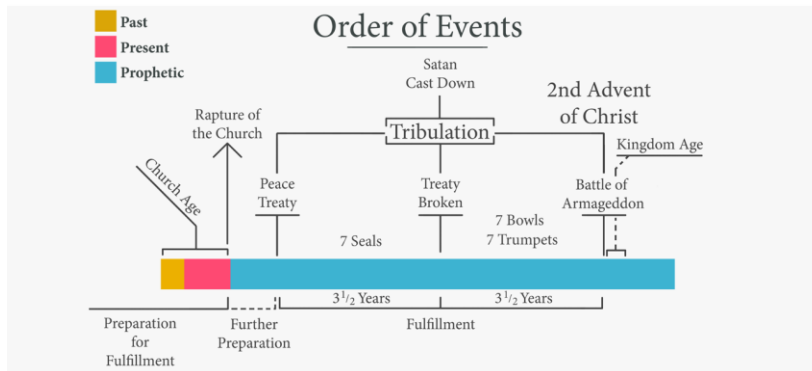 Past
Present
Prophetic
Order of Events
Satan
Cast Down
2nd Advent
of Christ
Rapture of
the Church
Tribulation
Kingdom Age
Church Age
Peace
Treaty
Treaty
Broken
Battle of
Armageddon
7 Seals
7 Bowls
7 Trumpets
3 1/2 Years
3 1/2 Years
Preparation
for
Fulfillment
Further
Preparation
Fulfillment